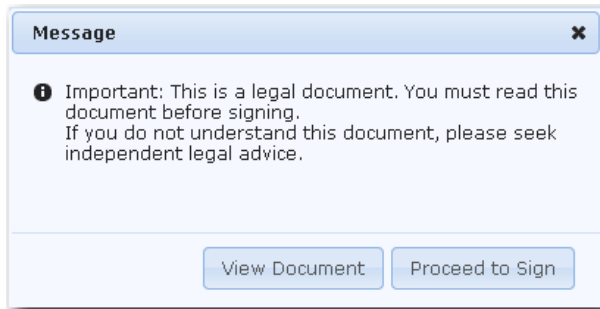 Message
Important: This is a legal document. You must read this
document before signing.
If you do not understand this document, please seek
independent legal advice.
View Document
Proceed to Sign